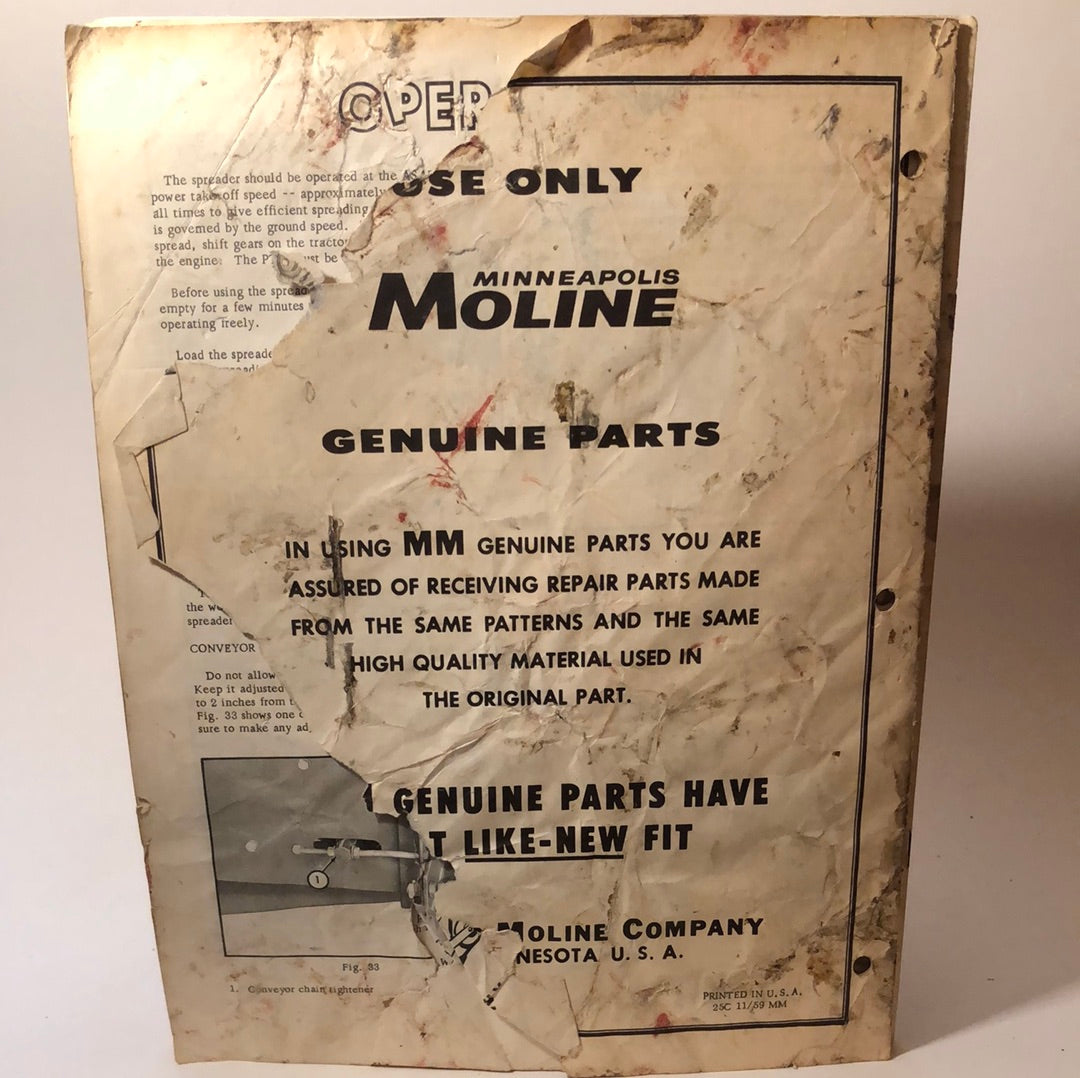 OPER
The spreader should be operated at the AS
power take-off speed -- approximately
all times to give efficient spreading
is governed by the ground speed.
spread, shift gears on the tractor
the engine. The P ust be
Before using the spread
empty for a few minutes
operating freely.
Load the spreade
USE ONLY
MINNEAPOLIS
MOLINE
GENUINE PARTS
IN USING MM GENUINE PARTS YOU ARE
ASSURED OF RECEIVING REPAIR PARTS MADE
FROM THE SAME PATTERNS AND THE SAME
HIGH QUALITY MATERIAL USED IN
THE ORIGINAL PART.
the w
spreader
CONVEYOR
Do not allow
Keep it adjusted
to 2 inches from t
Fig. 33 shows one
sure to make any ad
GENUINE PARTS HAVE
T LIKE-NEW FIT
1
MOLINE COMPANY
NESOTA U. S. A.
Fig. 33
1. Conveyor chain tightener
PRINTED IN U. S. A.
25C 11/59 MM